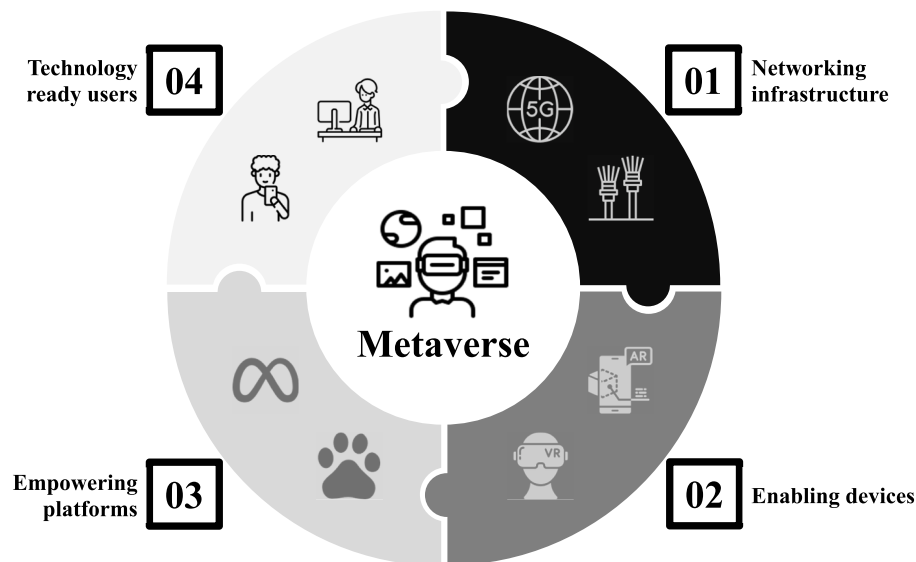 Technology
ready users
04
01
Networking
infrastructure
5G
Metaverse
AR
VR
Empowering
platforms
03
02
Enabling devices